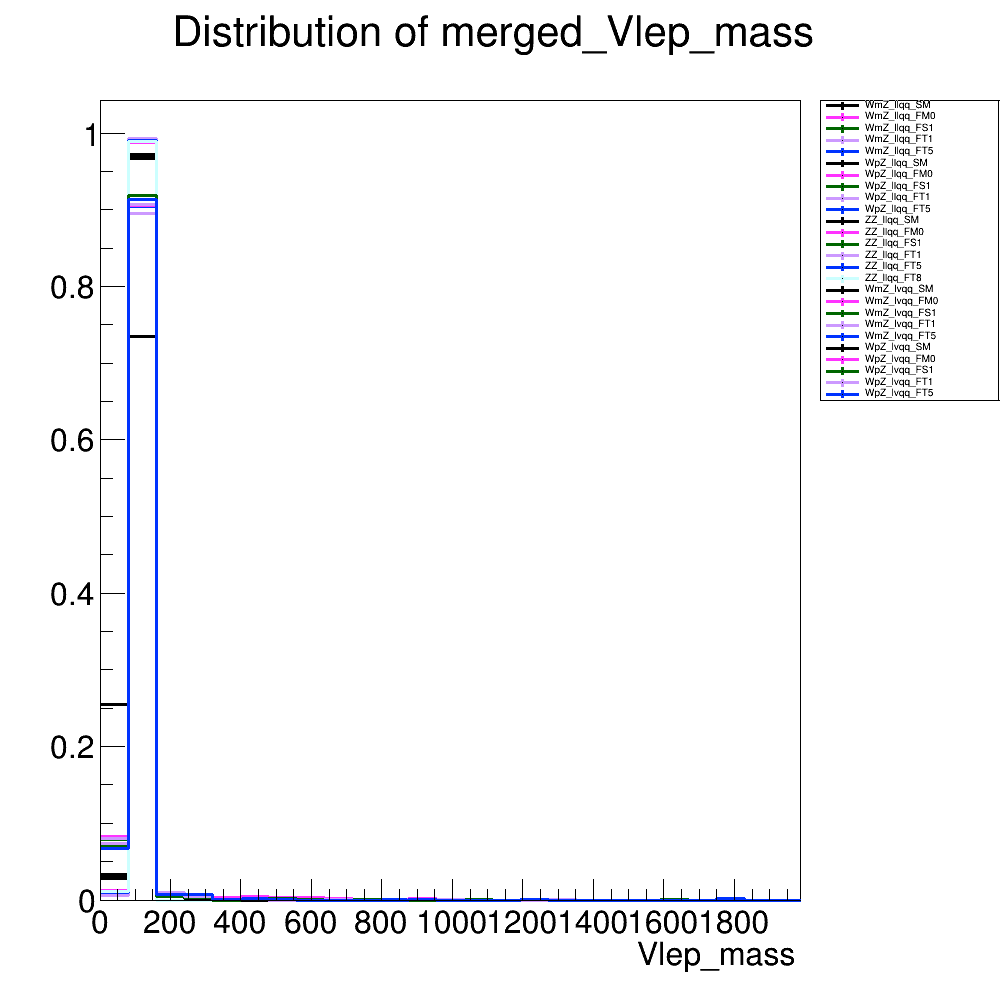 Distribution of merged_Vlep_mass
1
0.8
0.6
0.4
0.2
0
0 200 400 600 800 1000 1200 1400 1600 1800
Vlep_mass
WmZ_llqq_SM
WmZ_llqq_FM0
WmZ_llqq_FS1
WmZ_llqq_FT1
WmZ_llqq_FT5
WpZ_llqq_SM
WpZ_llqq_FM0
WpZ_llqq_FS1
WpZ_llqq_FT1
WpZ_llqq_FT5
ZZ_llqq_SM
ZZ_llqq_FM0
ZZ_llqq_FS1
ZZ_llqq_FT1
ZZ_llqq_FT5
ZZ_llqq_FT8
WmZ_lvqq_SM
WmZ_lvqq_FM0
WmZ_lvqq_FS1
WmZ_lvqq_FT1
WmZ_lvqq_FT5
WpZ_lvqq_SM
WpZ_lvqq_FM0
WpZ_lvqq_FS1
WpZ_lvqq_FT1
WpZ_lvqq_FT5